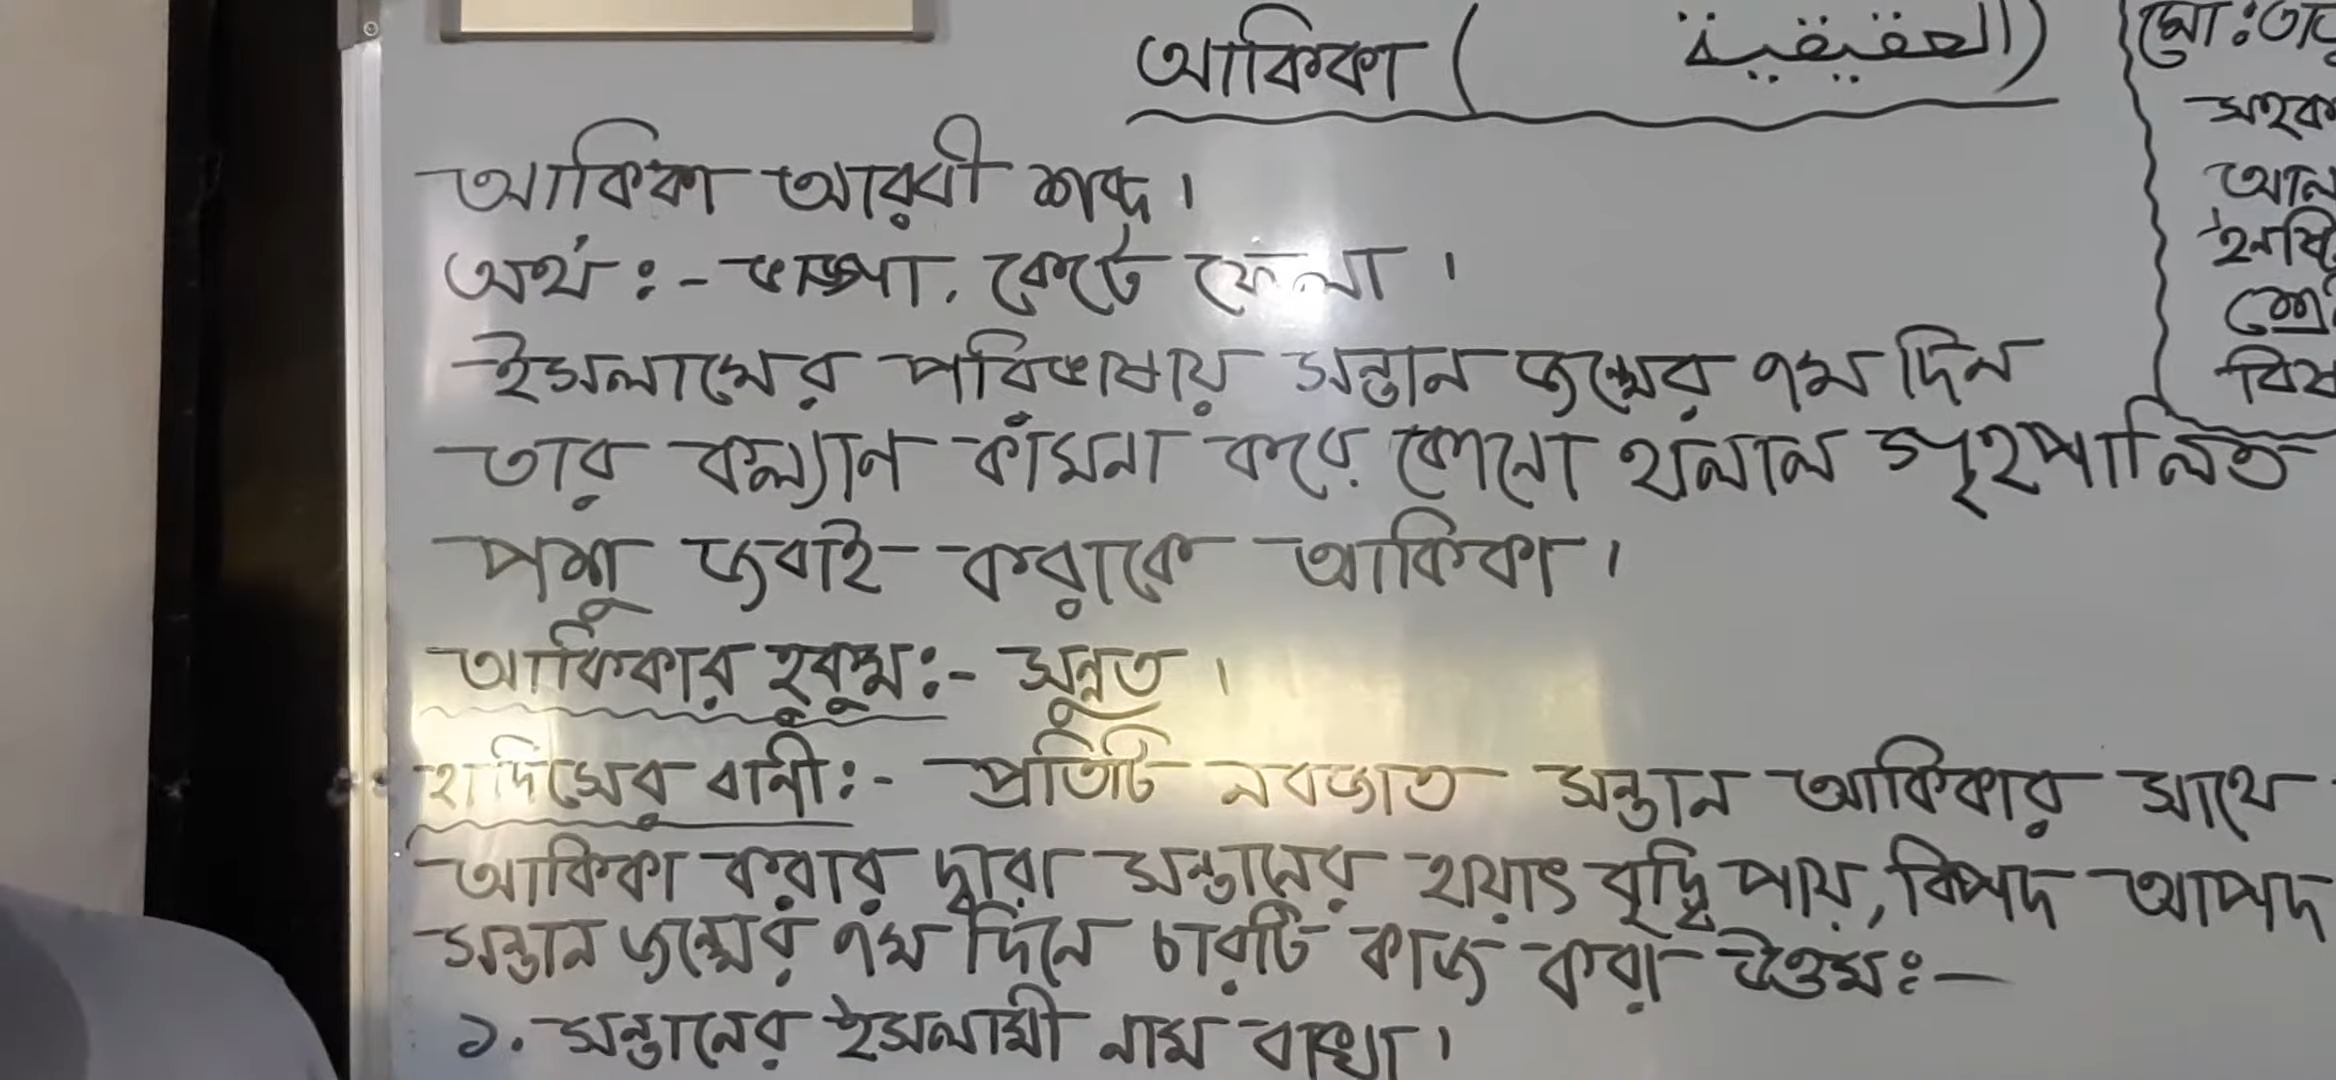 আকিকা ( العقيقية )
আকিকা আরবী শব্দ।
অর্থ:- ভাঙ্গা, কেটে ফেলা।
ইসলামের পরিভাষায় সন্তান জন্মের ৭ম দিন
তার কল্যান কামনা করে কোনো হালাল গৃহপালিত
পশু জবাই করাকে আকিকা।
আকিকার হুকুম:- সুন্নত।
হাদিসের বানী:- প্রতিটি নবজাত সন্তান আকিকার সাথে
আকিকা করার দ্বারা সন্তানের হায়াৎ বৃদ্ধি পায়, বিপদ আপদ
সন্তান জন্মের ৭ম দিনে চারটি কাজ করা উত্তম:-
১. সন্তানের ইসলামী নাম রাখা।
মো: